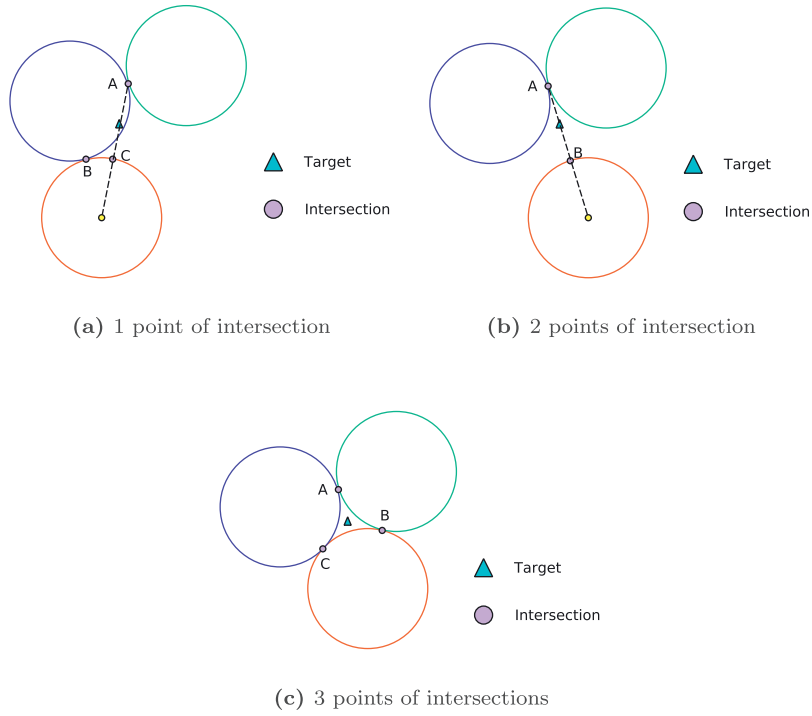 A
B
C
Target
Intersection
(a) 1 point of intersection
A
B
Target
Intersection
(b) 2 points of intersection
A
B
C
Target
Intersection
(c) 3 points of intersections